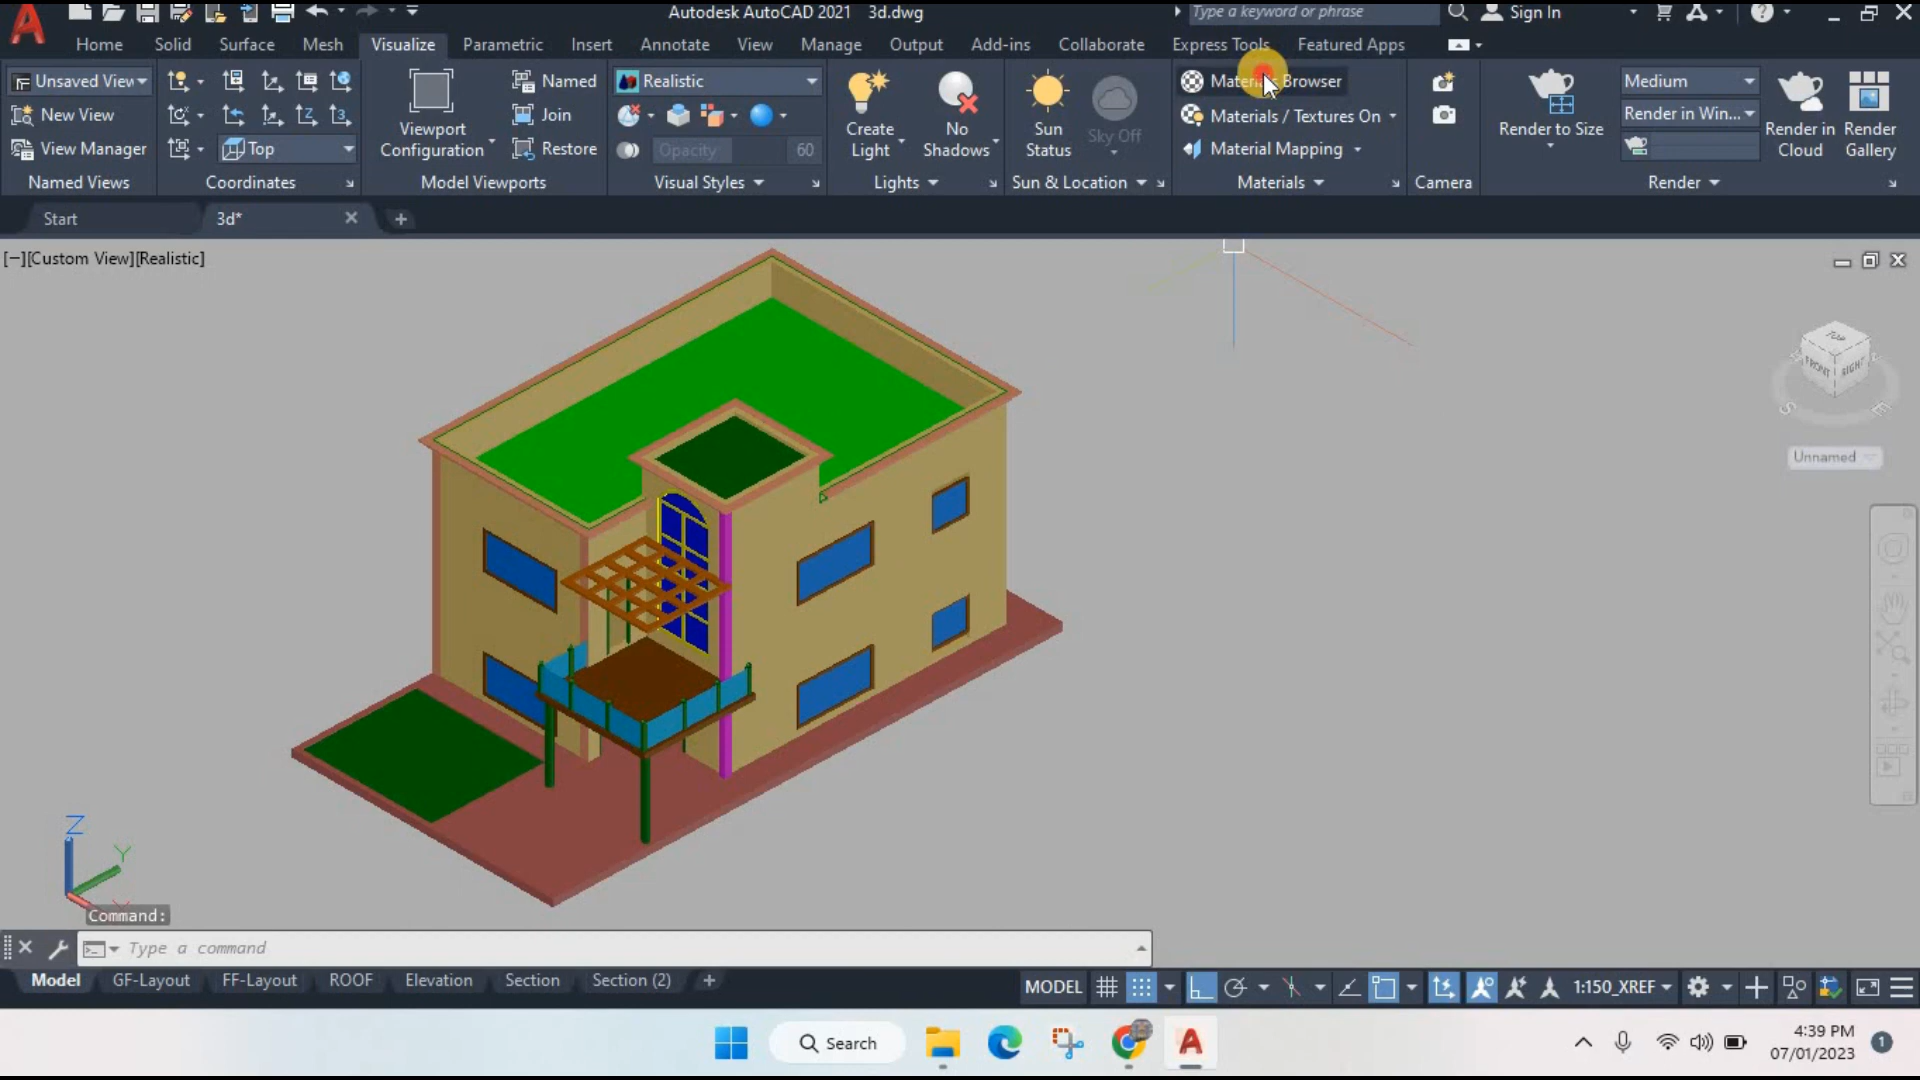 Autodesk AutoCAD 2021 3d.dwg
Type a keyword or phrase
Sign In
Home Solid Surface Mesh Visualize Parametric Insert Annotate View Manage Output Add-ins Collaborate Express Tools Featured Apps
Unsaved View
New View
View Manager
Named Views
Top
Coordinates
Viewport
Configuration
Named
Join
Restore
Model Viewports
Realistic
Opacity 60
Visual Styles
Create
Light
No
Shadows
Lights
Sun
Status
Sky Off
Sun & Location
Materials Browser
Materials / Textures On
Material Mapping
Materials
Camera
Render to Size
Medium
Render in Win...
Render in
Cloud
Render
Gallery
Render
Start
3d*
[−][Custom View][Realistic]
TOP
FRONT
RIGHT
S
E
Unnamed
Z
Y
X
Command:
Type a command
Model GF-Layout FF-Layout ROOF Elevation Section Section (2)
MODEL
1:150_XREF
Search
4:39 PM
07/01/2023
1